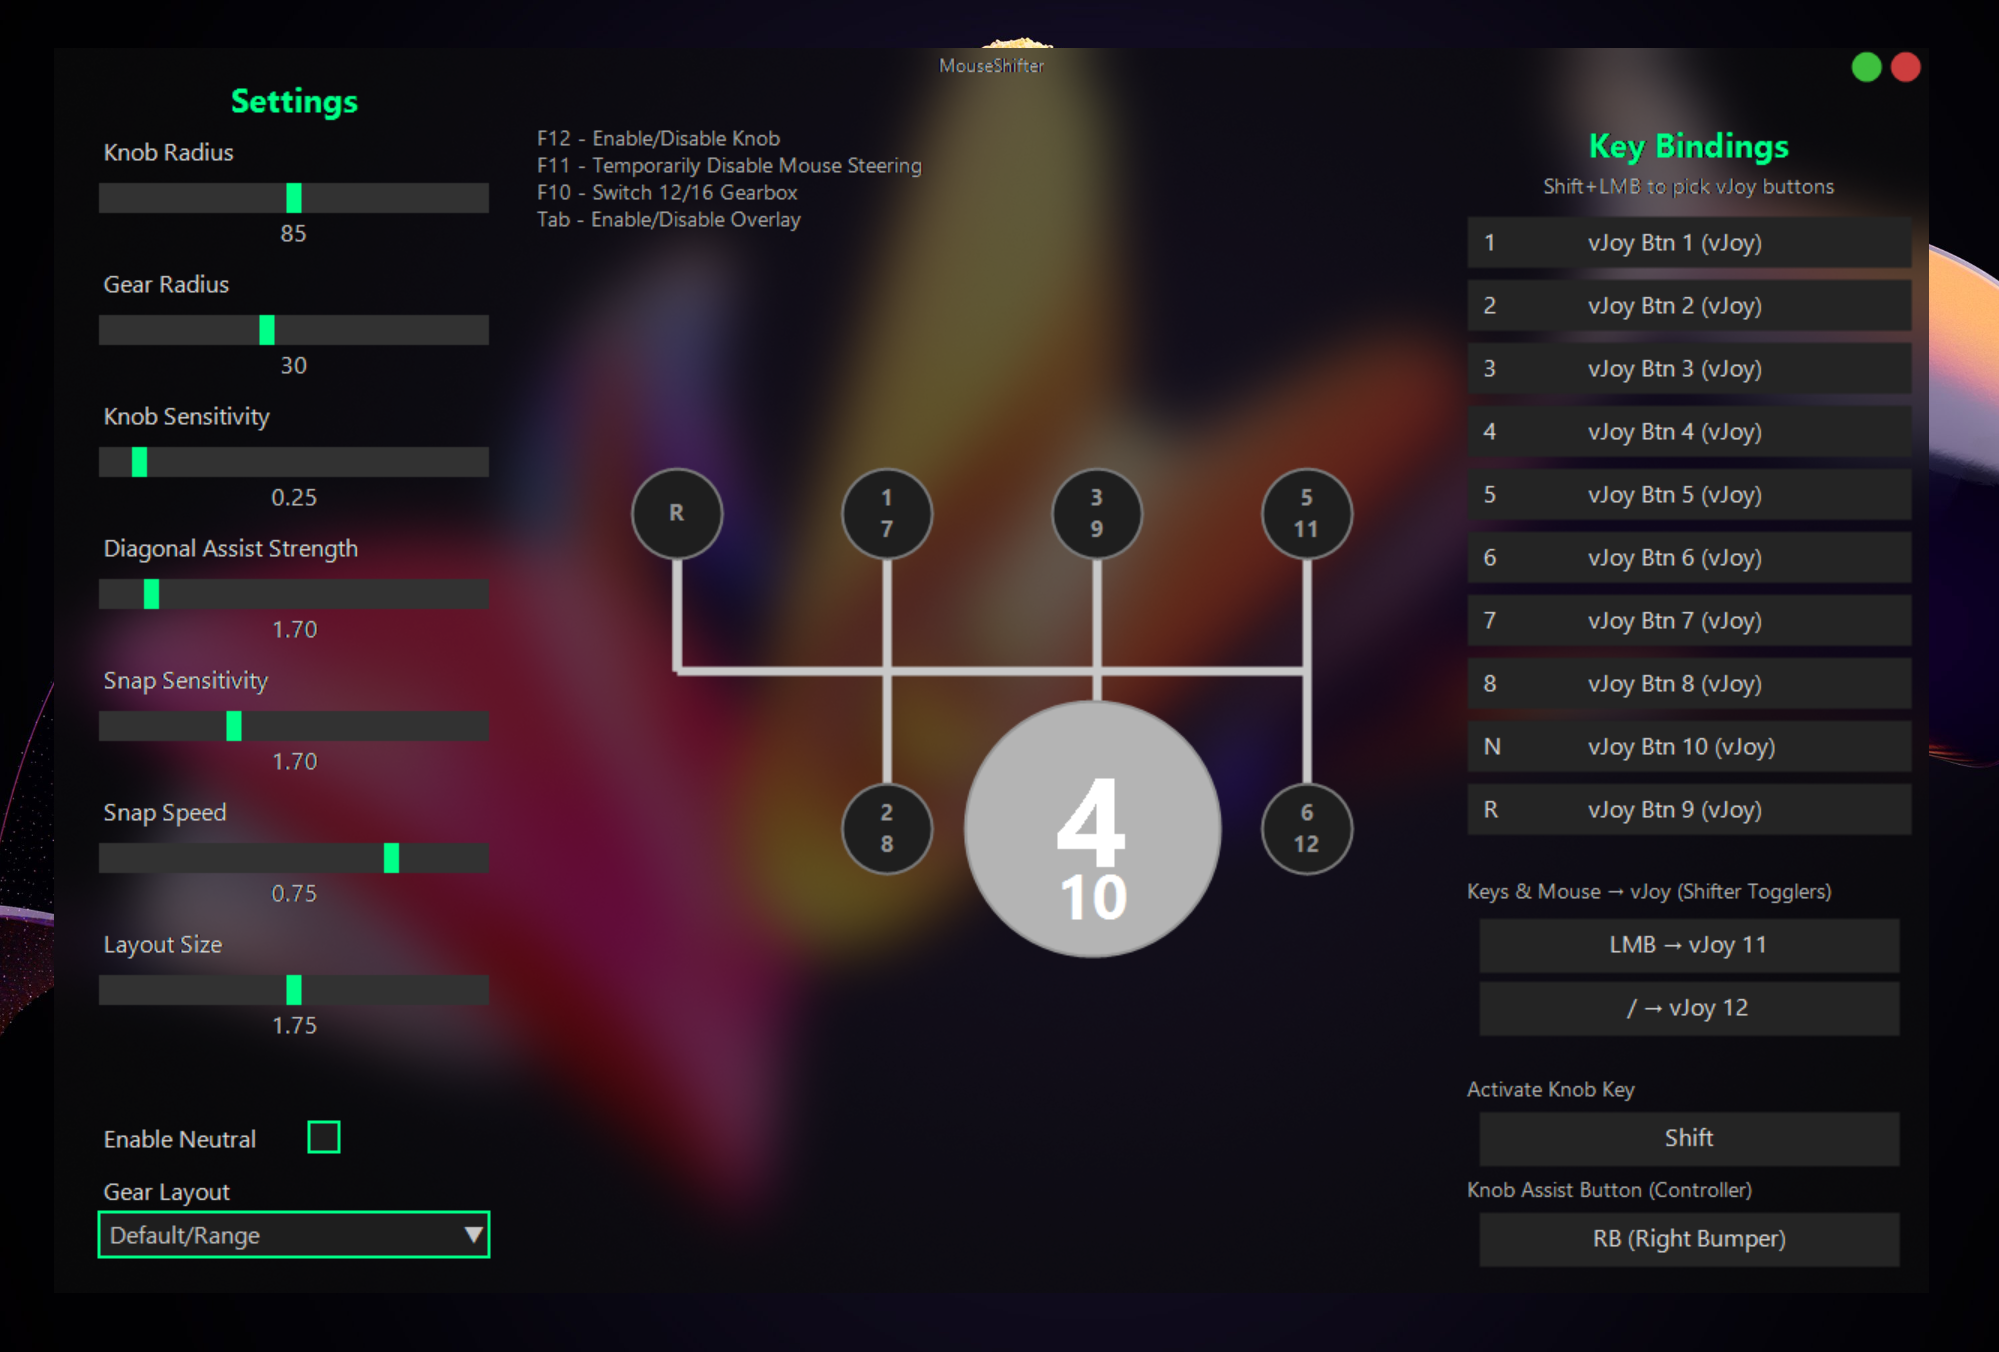 MouseShifter
Settings
Knob Radius
85
Gear Radius
30
Knob Sensitivity
0.25
Diagonal Assist Strength
1.70
Snap Sensitivity
1.70
Snap Speed
0.75
Layout Size
1.75
Enable Neutral
Gear Layout
Default/Range
F12 - Enable/Disable Knob
F11 - Temporarily Disable Mouse Steering
F10 - Switch 12/16 Gearbox
Tab - Enable/Disable Overlay
R
1
7
3
9
5
11
2
8
4
10
6
12
Key Bindings
Shift+LMB to pick vJoy buttons
1 vJoy Btn 1 (vJoy)
2 vJoy Btn 2 (vJoy)
3 vJoy Btn 3 (vJoy)
4 vJoy Btn 4 (vJoy)
5 vJoy Btn 5 (vJoy)
6 vJoy Btn 6 (vJoy)
7 vJoy Btn 7 (vJoy)
8 vJoy Btn 8 (vJoy)
N vJoy Btn 10 (vJoy)
R vJoy Btn 9 (vJoy)
Keys & Mouse → vJoy (Shifter Togglers)
LMB → vJoy 11
/ → vJoy 12
Activate Knob Key
Shift
Knob Assist Button (Controller)
RB (Right Bumper)